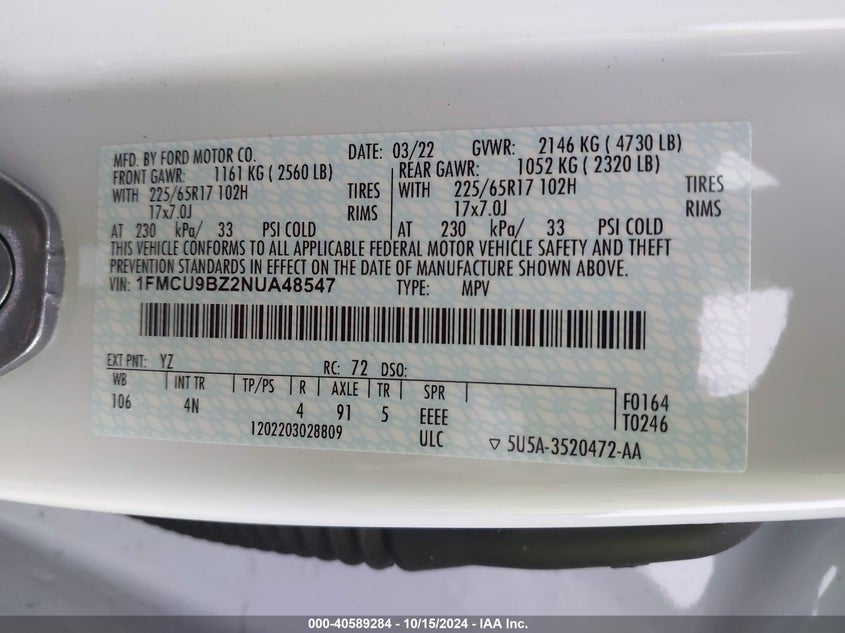 MFD. BY FORD MOTOR CO. DATE: 03/22 GVWR: 2146 KG ( 4730 LB)
FRONT GAWR: 1161 KG ( 2560 LB) REAR GAWR: 1052 KG ( 2320 LB)
WITH 225/65R17 102H TIRES WITH 225/65R17 102H TIRES
17x7.0J RIMS 17x7.0J RIMS
AT 230 kPa/ 33 PSI COLD AT 230 kPa/ 33 PSI COLD
THIS VEHICLE CONFORMS TO ALL APPLICABLE FEDERAL MOTOR VEHICLE SAFETY AND THEFT
PREVENTION STANDARDS IN EFFECT ON THE DATE OF MANUFACTURE SHOWN ABOVE.
VIN: 1FMCU9BZ2NUA48547 TYPE: MPV
EXT PNT: YZ RC: 72 DSO:
WB INT TR TP/PS R AXLE TR SPR
106 4N 4 91 5 EEEE F0164
1202203028809 ULC T0246
▽ 5U5A-3520472-AA
000-40589284 - 10/15/2024 - IAA Inc.